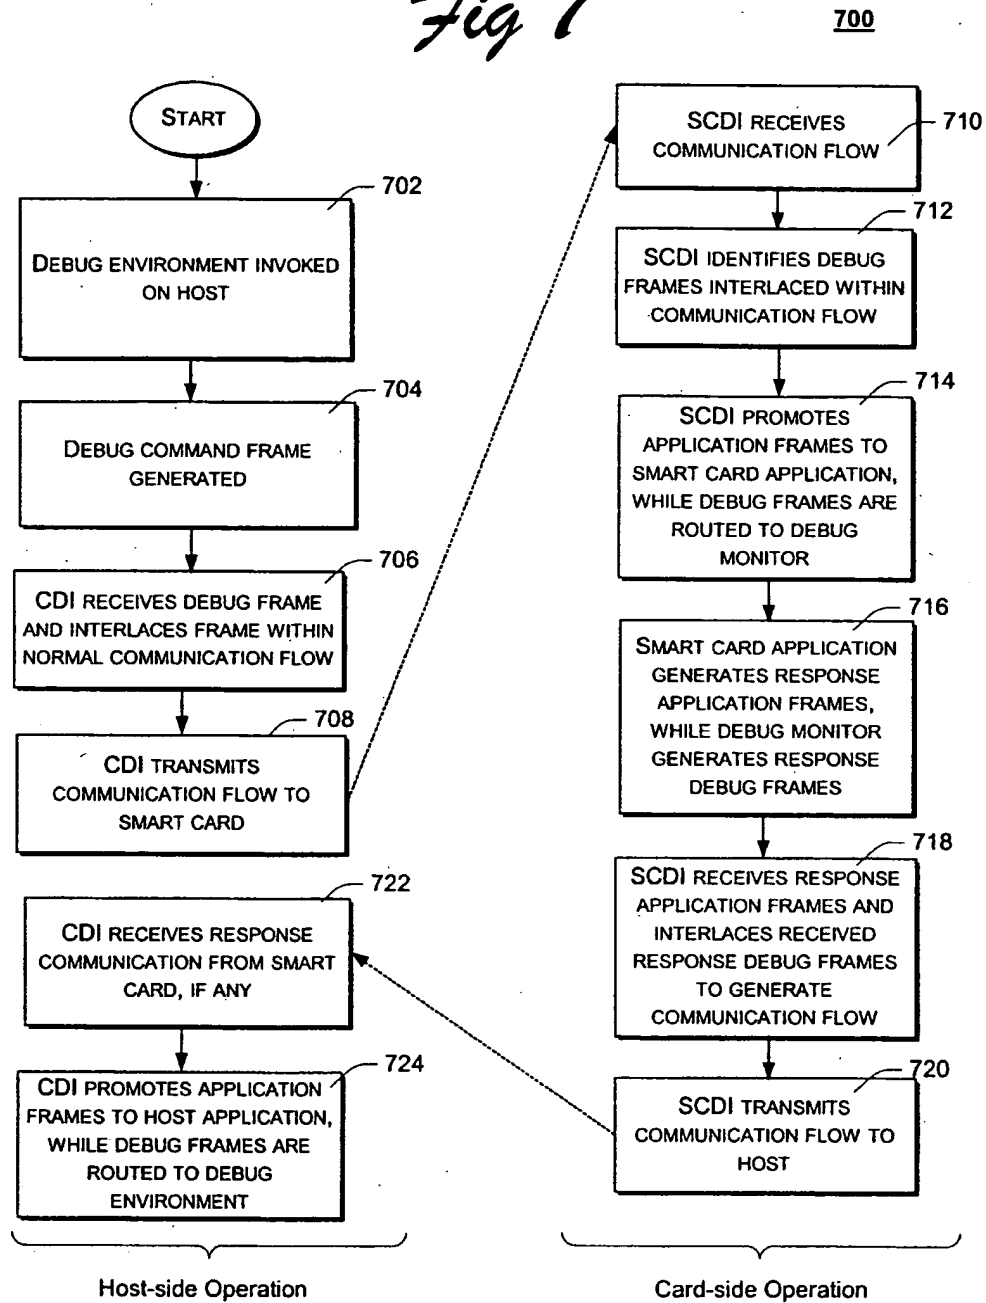 Fig 7
700
START
702
DEBUG ENVIRONMENT INVOKED
ON HOST
704
DEBUG COMMAND FRAME
GENERATED
706
CDI RECEIVES DEBUG FRAME
AND INTERLACES FRAME WITHIN
NORMAL COMMUNICATION FLOW
708
CDI TRANSMITS
COMMUNICATION FLOW TO
SMART CARD
710
SCDI RECEIVES
COMMUNICATION FLOW
712
SCDI IDENTIFIES DEBUG
FRAMES INTERLACED WITHIN
COMMUNICATION FLOW
714
SCDI PROMOTES
APPLICATION FRAMES TO
SMART CARD APPLICATION,
WHILE DEBUG FRAMES ARE
ROUTED TO DEBUG
MONITOR
716
SMART CARD APPLICATION
GENERATES RESPONSE
APPLICATION FRAMES,
WHILE DEBUG MONITOR
GENERATES RESPONSE
DEBUG FRAMES
718
SCDI RECEIVES RESPONSE
APPLICATION FRAMES AND
INTERLACES RECEIVED
RESPONSE DEBUG FRAMES
TO GENERATE
COMMUNICATION FLOW
720
SCDI TRANSMITS
COMMUNICATION FLOW TO
HOST
722
CDI RECEIVES RESPONSE
COMMUNICATION FROM SMART
CARD, IF ANY
724
CDI PROMOTES APPLICATION
FRAMES TO HOST APPLICATION,
WHILE DEBUG FRAMES ARE
ROUTED TO DEBUG
ENVIRONMENT
Host-side Operation
Card-side Operation